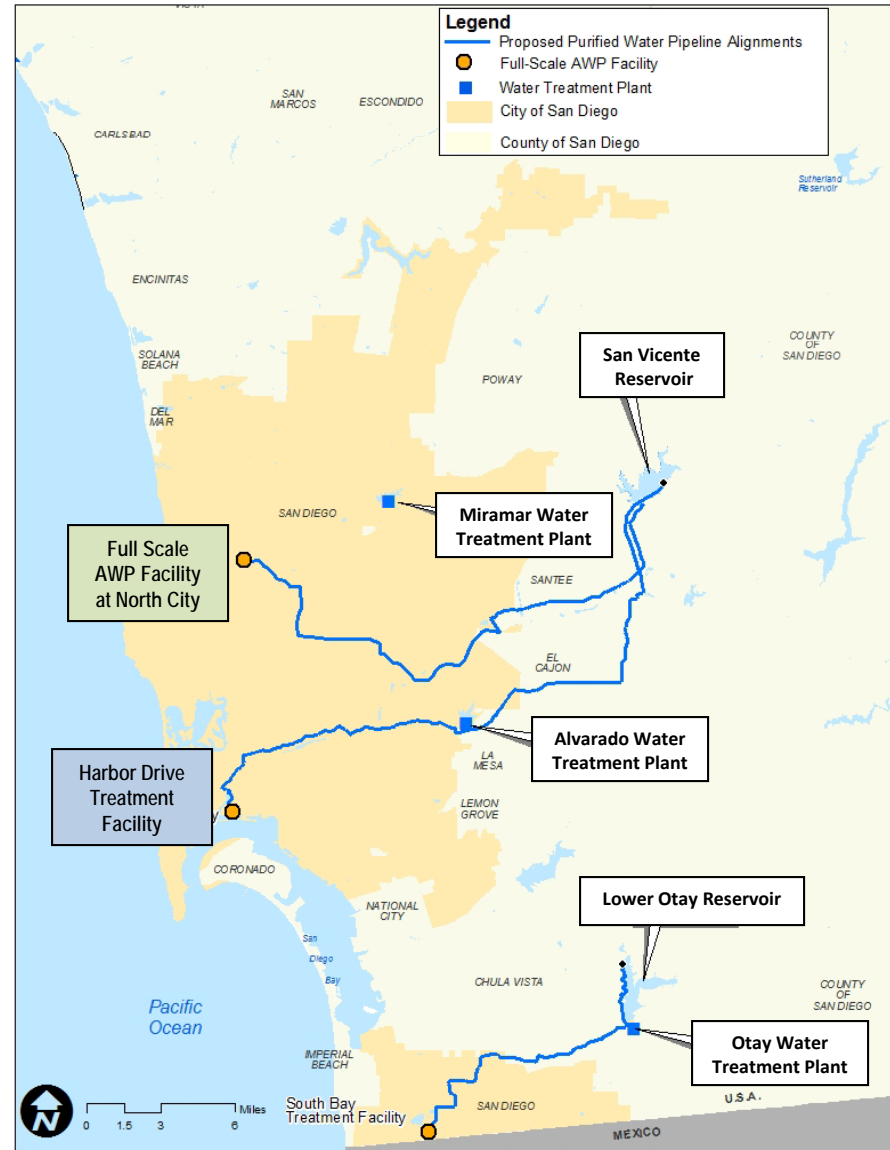 Legend
Proposed Purified Water Pipeline Alignments
Full-Scale AWP Facility
Water Treatment Plant
City of San Diego
County of San Diego
SAN
MARCOS
ESCONDIDO
CARLSBAD
Sutherland
Reservoir
ENCINITAS
SOLANA
BEACH
DEL
MAR
POWAY
COUNTY
OF
SAN DIEGO
San Vicente
Reservoir
SAN DIEGO
Miramar Water
Treatment Plant
Full Scale
AWP Facility
at North City
SANTEE
EL
CAJON
Alvarado Water
Treatment Plant
LA
MESA
LEMON
GROVE
Harbor Drive
Treatment
Facility
y
CORONADO
NATIONAL
CITY
San
Diego
Bay
Lower Otay Reservoir
CHULA VISTA
COUNTY
OF
SAN DIEGO
Pacific
Ocean
Otay Water
Treatment Plant
IMPERIAL
BEACH
South Bay
Treatment Facility
SAN DIEGO
U.S.A.
MEXICO
N
Miles
0 1.5 3 6